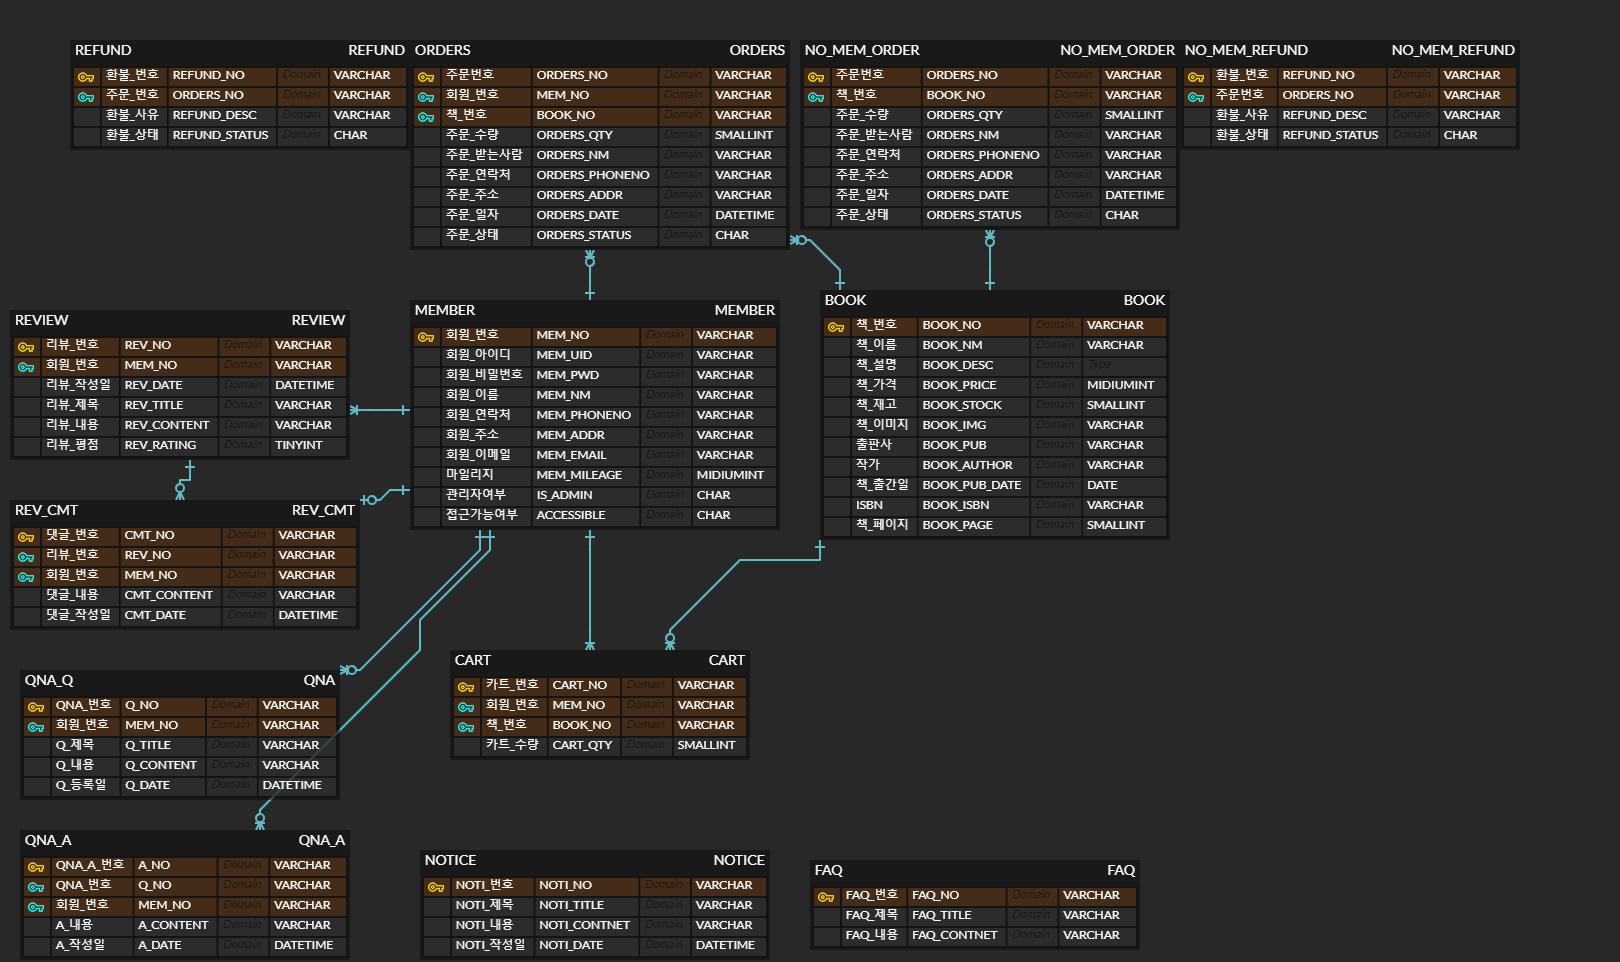 REFUND REFUND
환불_번호 REFUND_NO Domain VARCHAR
주문_번호 ORDERS_NO Domain VARCHAR
환불_사유 REFUND_DESC Domain VARCHAR
환불_상태 REFUND_STATUS Domain CHAR
ORDERS ORDERS
주문번호 ORDERS_NO Domain VARCHAR
회원_번호 MEM_NO Domain VARCHAR
책_번호 BOOK_NO Domain VARCHAR
주문_수량 ORDERS_QTY Domain SMALLINT
주문_받는사람 ORDERS_NM Domain VARCHAR
주문_연락처 ORDERS_PHONENO Domain VARCHAR
주문_주소 ORDERS_ADDR Domain VARCHAR
주문_일자 ORDERS_DATE Domain DATETIME
주문_상태 ORDERS_STATUS Domain CHAR
NO_MEM_ORDER NO_MEM_ORDER
주문번호 ORDERS_NO Domain VARCHAR
책_번호 BOOK_NO Domain VARCHAR
주문_수량 ORDERS_QTY Domain SMALLINT
주문_받는사람 ORDERS_NM Domain VARCHAR
주문_연락처 ORDERS_PHONENO Domain VARCHAR
주문_주소 ORDERS_ADDR Domain VARCHAR
주문_일자 ORDERS_DATE Domain DATETIME
주문_상태 ORDERS_STATUS Domain CHAR
NO_MEM_REFUND NO_MEM_REFUND
환불_번호 REFUND_NO Domain VARCHAR
주문번호 ORDERS_NO Domain VARCHAR
환불_사유 REFUND_DESC Domain VARCHAR
환불_상태 REFUND_STATUS Domain CHAR
REVIEW REVIEW
리뷰_번호 REV_NO Domain VARCHAR
회원_번호 MEM_NO Domain VARCHAR
리뷰_작성일 REV_DATE Domain DATETIME
리뷰_제목 REV_TITLE Domain VARCHAR
리뷰_내용 REV_CONTENT Domain VARCHAR
리뷰_평점 REV_RATING Domain TINYINT
MEMBER MEMBER
회원_번호 MEM_NO Domain VARCHAR
회원_아이디 MEM_UID Domain VARCHAR
회원_비밀번호 MEM_PWD Domain VARCHAR
회원_이름 MEM_NM Domain VARCHAR
회원_연락처 MEM_PHONENO Domain VARCHAR
회원_주소 MEM_ADDR Domain VARCHAR
회원_이메일 MEM_EMAIL Domain VARCHAR
마일리지 MEM_MILEAGE Domain MIDIUMINT
관리자여부 IS_ADMIN Domain CHAR
접근가능여부 ACCESSIBLE Domain CHAR
BOOK BOOK
책_번호 BOOK_NO Domain VARCHAR
책_이름 BOOK_NM Domain VARCHAR
책_설명 BOOK_DESC Domain Type
책_가격 BOOK_PRICE Domain MIDIUMINT
책_재고 BOOK_STOCK Domain SMALLINT
책_이미지 BOOK_IMG Domain VARCHAR
출판사 BOOK_PUB Domain VARCHAR
작가 BOOK_AUTHOR Domain VARCHAR
책_출간일 BOOK_PUB_DATE Domain DATE
ISBN BOOK_ISBN Domain VARCHAR
책_페이지 BOOK_PAGE Domain SMALLINT
REV_CMT REV_CMT
댓글_번호 CMT_NO Domain VARCHAR
리뷰_번호 REV_NO Domain VARCHAR
회원_번호 MEM_NO Domain VARCHAR
댓글_내용 CMT_CONTENT Domain VARCHAR
댓글_작성일 CMT_DATE Domain DATETIME
CART CART
카트_번호 CART_NO Domain VARCHAR
회원_번호 MEM_NO Domain VARCHAR
책_번호 BOOK_NO Domain VARCHAR
카트_수량 CART_QTY Domain SMALLINT
QNA_Q QNA
QNA_번호 Q_NO Domain VARCHAR
회원_번호 MEM_NO Domain VARCHAR
Q_제목 Q_TITLE Domain VARCHAR
Q_내용 Q_CONTENT Domain VARCHAR
Q_등록일 Q_DATE Domain DATETIME
QNA_A QNA_A
QNA_A_번호 A_NO Domain VARCHAR
QNA_번호 Q_NO Domain VARCHAR
회원_번호 MEM_NO Domain VARCHAR
A_내용 A_CONTENT Domain VARCHAR
A_작성일 A_DATE Domain DATETIME
NOTICE NOTICE
NOTI_번호 NOTI_NO Domain VARCHAR
NOTI_제목 NOTI_TITLE Domain VARCHAR
NOTI_내용 NOTI_CONTNET Domain VARCHAR
NOTI_작성일 NOTI_DATE Domain DATETIME
FAQ FAQ
FAQ_번호 FAQ_NO Domain VARCHAR
FAQ_제목 FAQ_TITLE Domain VARCHAR
FAQ_내용 FAQ_CONTNET Domain VARCHAR